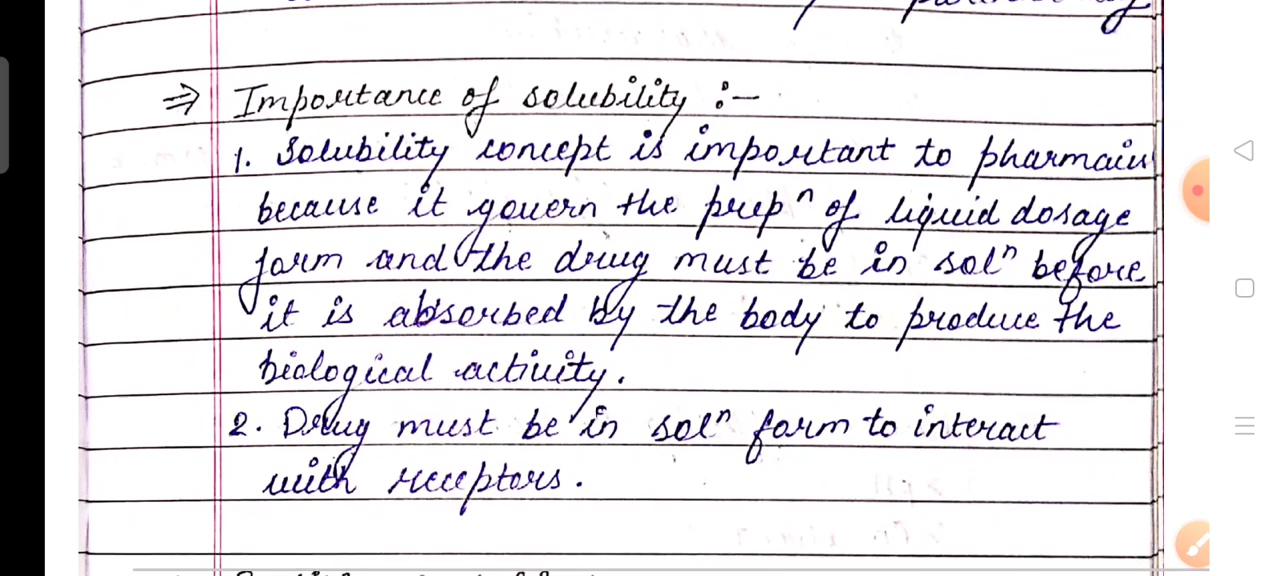 ⇒ Importance of solubility :-
1. Solubility concept is important to pharmacis
because it govern the prepⁿ of liquid dosage
form and the drug must be in solⁿ before
it is absorbed by the body to produce the
biological activity.
2. Drug must be in solⁿ form to interact
with receptors.